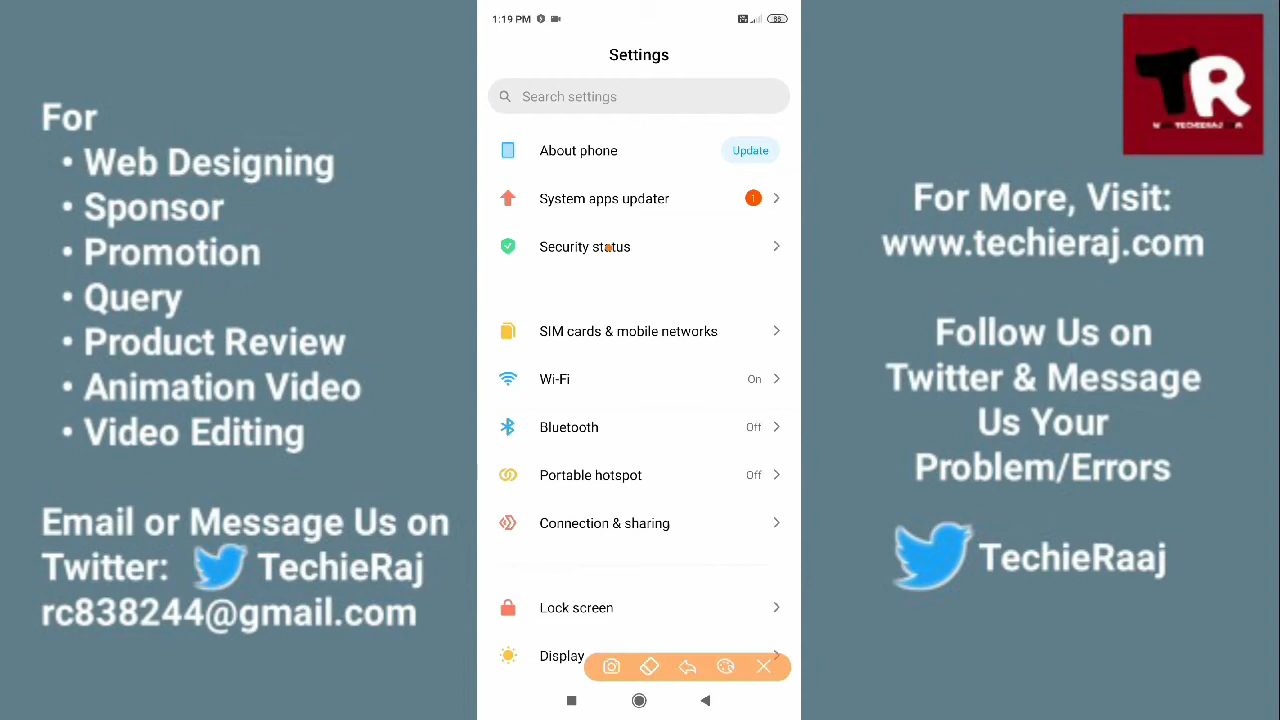 For
• Web Designing
• Sponsor
• Promotion
• Query
• Product Review
• Animation Video
• Video Editing
Email or Message Us on
Twitter: TechieRaj
rc838244@gmail.com
1:19 PM
88
Settings
Search settings
About phone Update
System apps updater 1
Security status
SIM cards & mobile networks
Wi-Fi On
Bluetooth Off
Portable hotspot Off
Connection & sharing
Lock screen
Display
TR
For More, Visit:
www.techieraj.com
Follow Us on
Twitter & Message
Us Your
Problem/Errors
TechieRaaj